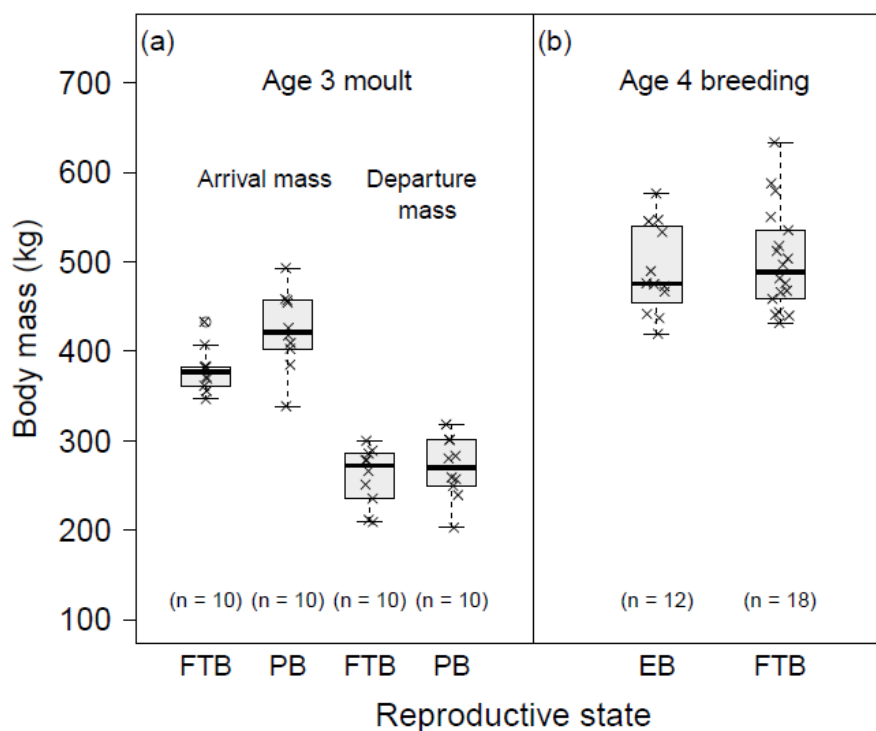 (a)
(b)
Age 3 moult
Age 4 breeding
Arrival mass
Departure
mass
Body mass (kg)
700
600
500
400
300
200
100
(n = 10)
(n = 10)
(n = 10)
(n = 10)
(n = 12)
(n = 18)
FTB
PB
FTB
PB
EB
FTB
Reproductive state